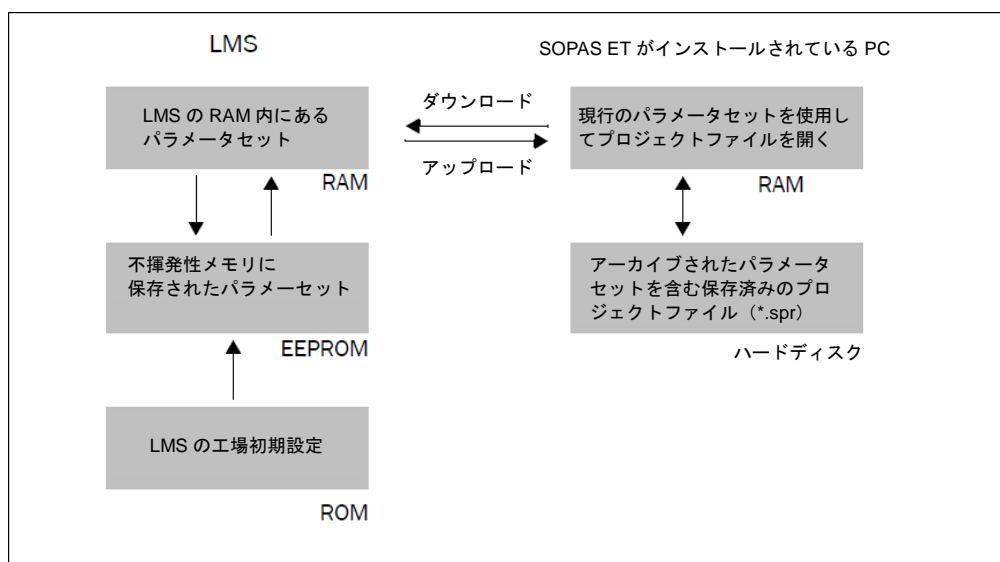 LMS
SOPAS ET がインストールされている PC
LMS の RAM 内にある
パラメータセット
RAM
ダウンロード
アップロード
現行のパラメータセットを使用し
てプロジェクトファイルを開く
RAM
不揮発性メモリに
保存されたパラメーセット
EEPROM
アーカイブされたパラメータ
セットを含む保存済みのプロ
ジェクトファイル（*.spr）
ハードディスク
LMS の工場初期設定
ROM